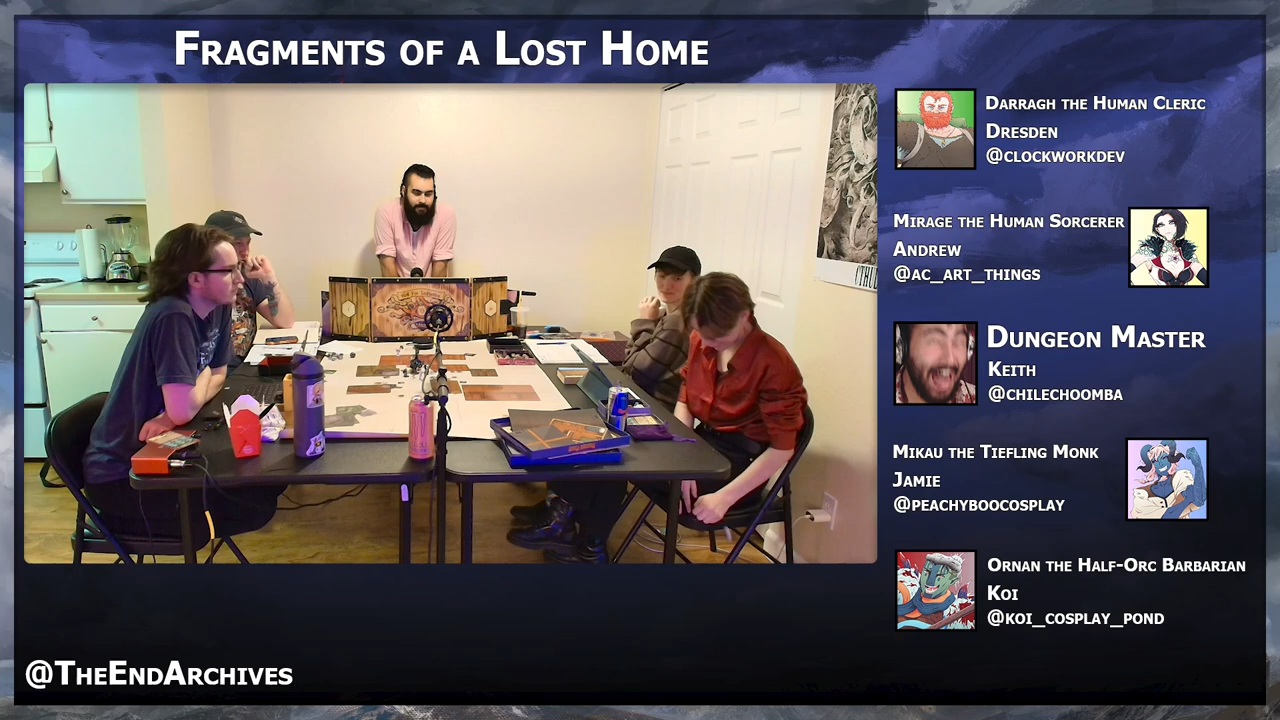 Fragments of a Lost Home
Darragh the Human Cleric
Dresden
@clockworkdev
Mirage the Human Sorcerer
Andrew
@ac_art_things
Dungeon Master
Keith
@chilechoomba
Mikau the Tiefling Monk
Jamie
@peachyboocosplay
Ornan the Half-Orc Barbarian
Koi
@koi_cosplay_pond
@TheEndArchives